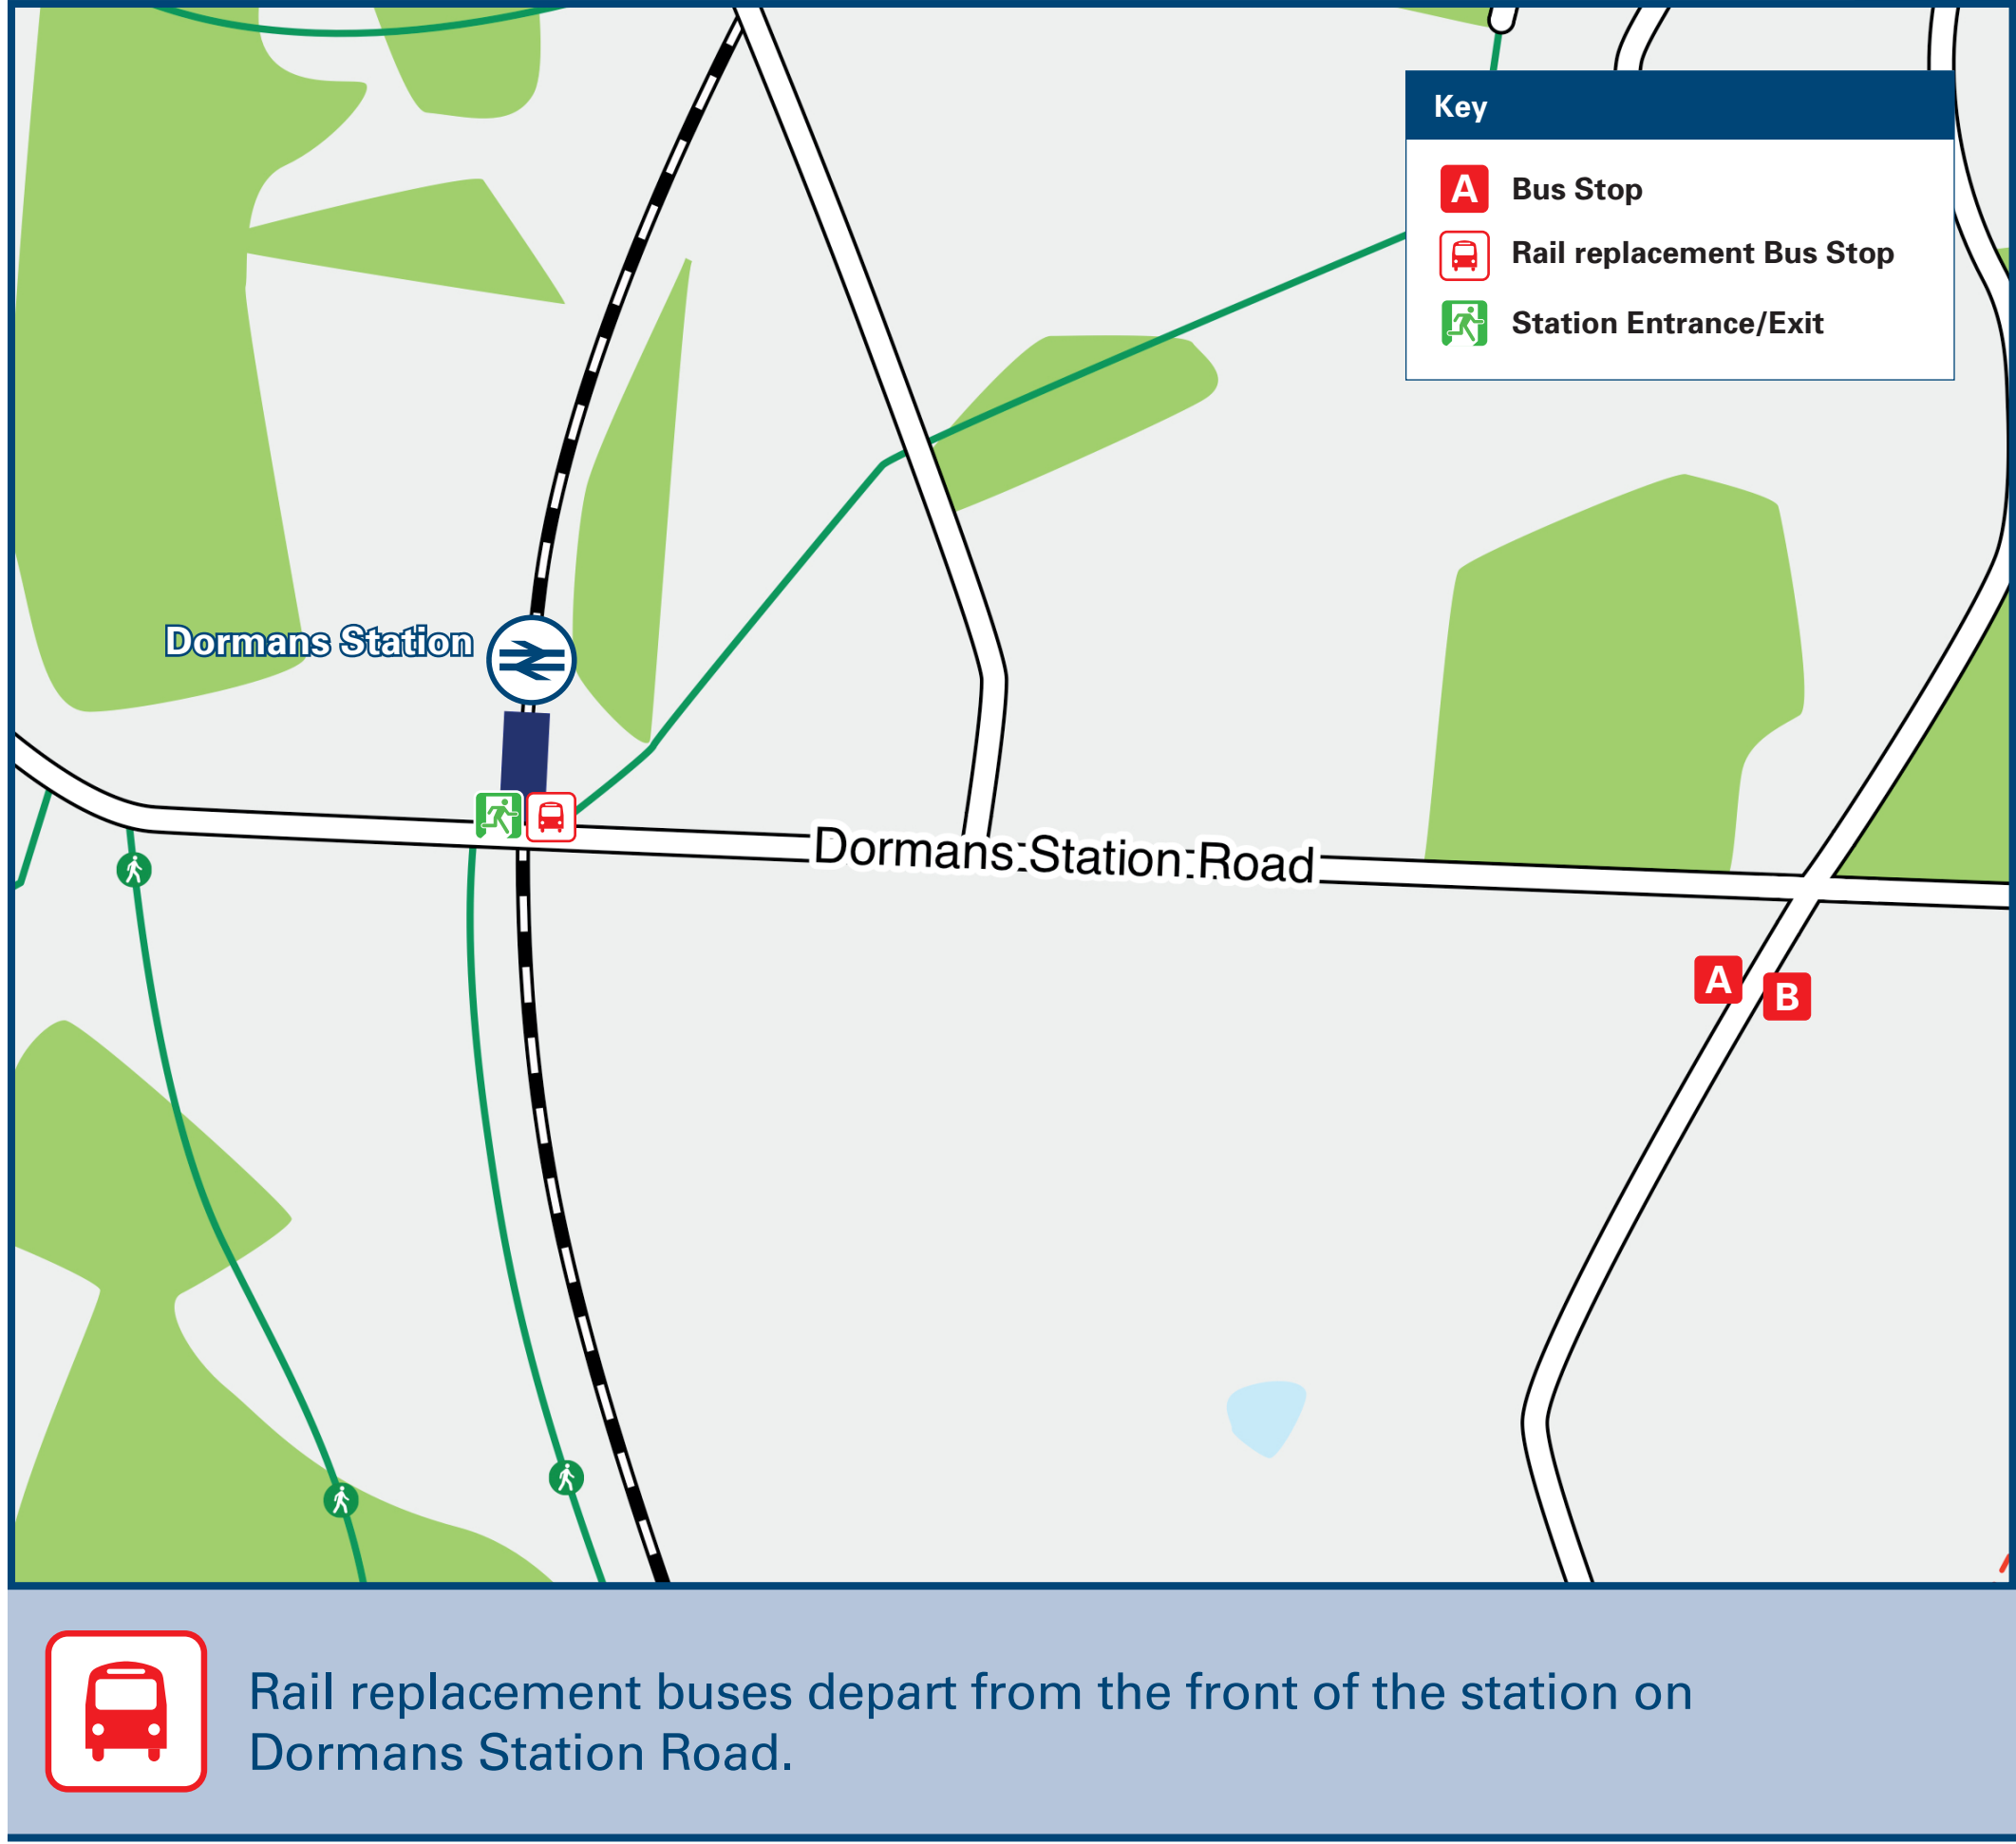 Key
A Bus Stop
Rail replacement Bus Stop
Station Entrance/Exit
Dormans Station
Dormans Station Road
A
B
Rail replacement buses depart from the front of the station on
Dormans Station Road.